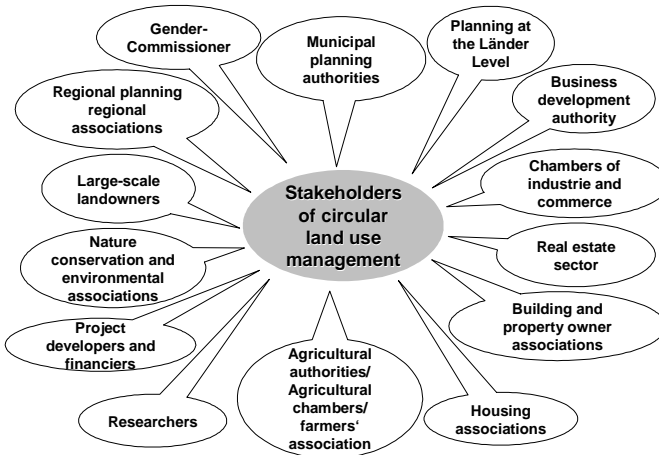 Gender-
Commissioner
Municipal
planning
authorities
Planning at
the Länder
Level
Regional planning
regional
associations
Business
development
authority
Large-scale
landowners
Stakeholders
of circular
land use
management
Chambers of
industrie and
commerce
Nature
conservation and
environmental
associations
Real estate
sector
Project
developers and
financiers
Building and
property owner
associations
Researchers
Agricultural
authorities/
Agricultural
chambers/
farmers‘
association
Housing
associations